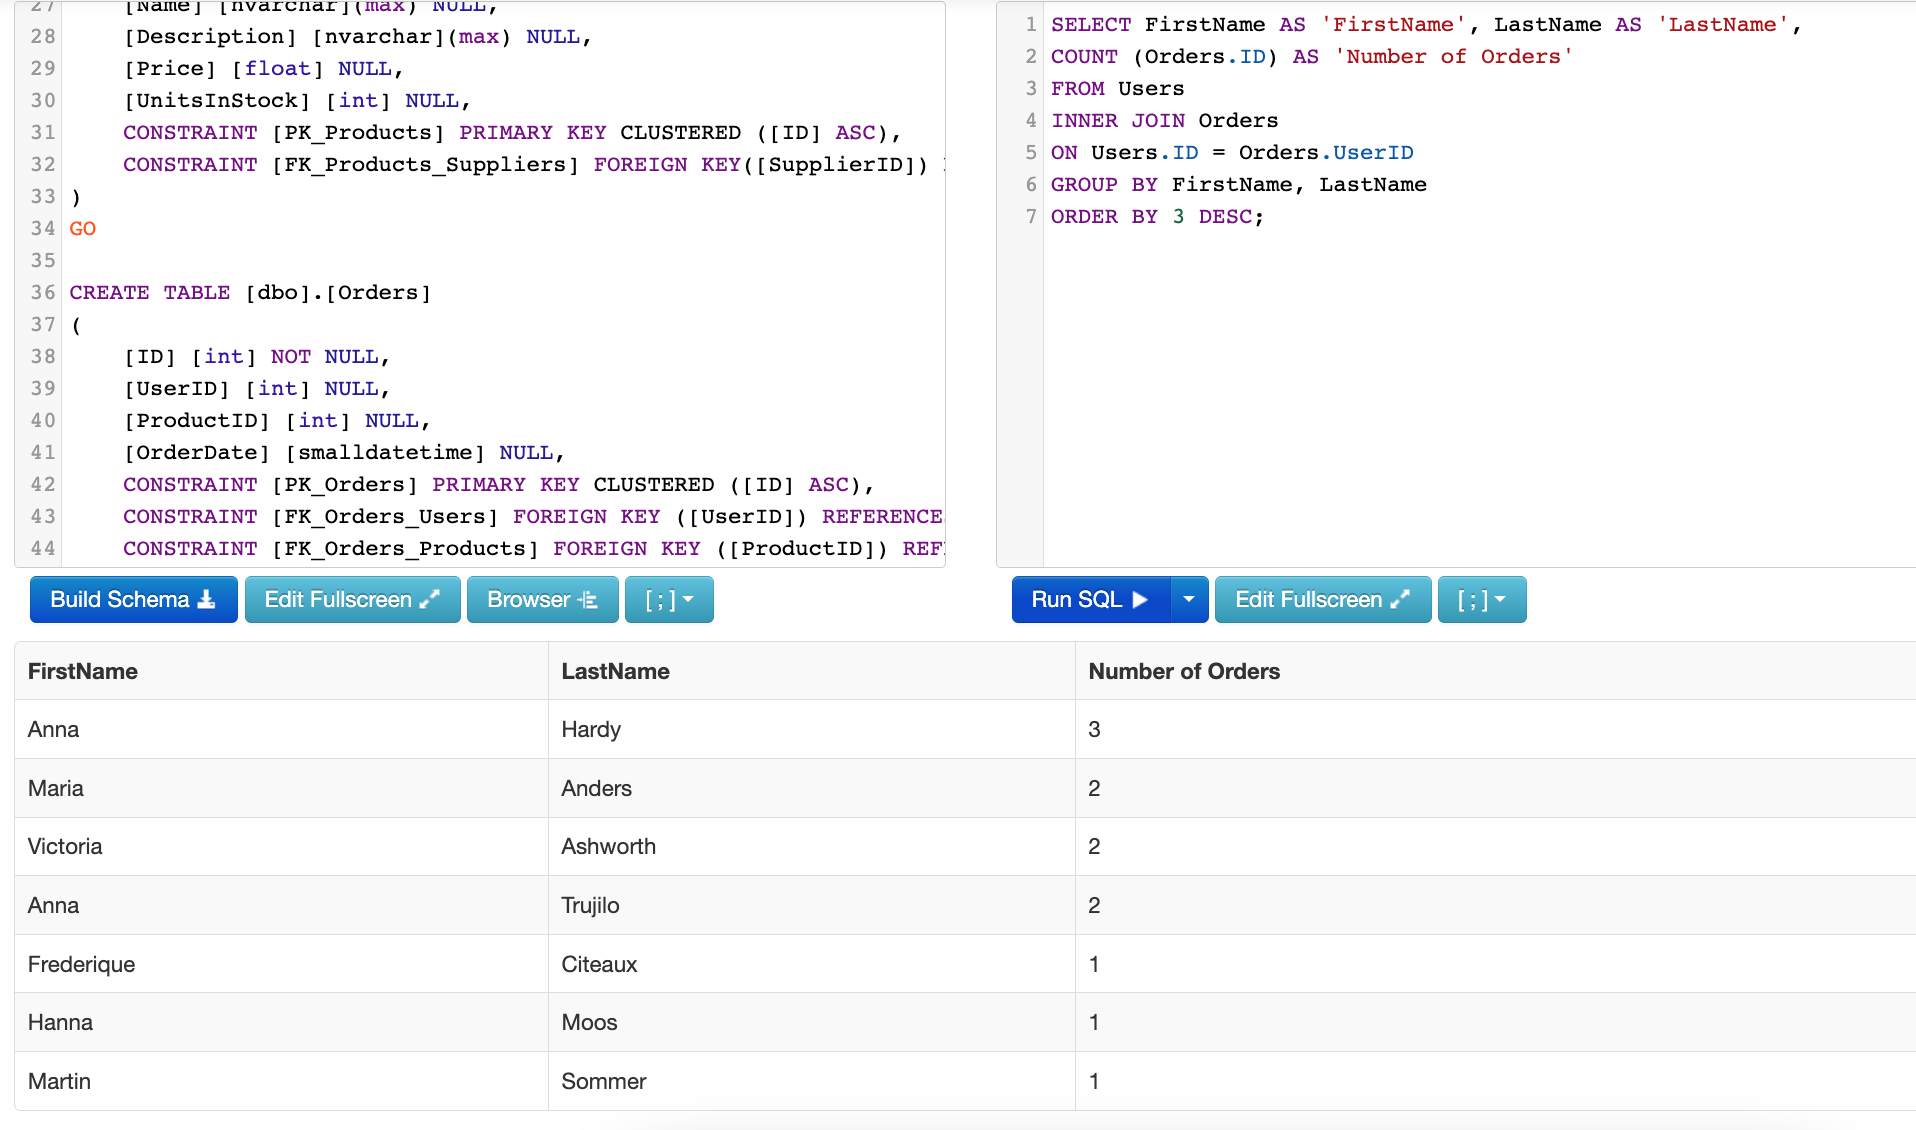 27 [Name] [nvarchar](max) NULL,
28 [Description] [nvarchar](max) NULL,
29 [Price] [float] NULL,
30 [UnitsInStock] [int] NULL,
31 CONSTRAINT [PK_Products] PRIMARY KEY CLUSTERED ([ID] ASC),
32 CONSTRAINT [FK_Products_Suppliers] FOREIGN KEY([SupplierID])
33 )
34 GO
35
36 CREATE TABLE [dbo].[Orders]
37 (
38 [ID] [int] NOT NULL,
39 [UserID] [int] NULL,
40 [ProductID] [int] NULL,
41 [OrderDate] [smalldatetime] NULL,
42 CONSTRAINT [PK_Orders] PRIMARY KEY CLUSTERED ([ID] ASC),
43 CONSTRAINT [FK_Orders_Users] FOREIGN KEY ([UserID]) REFERENCE
44 CONSTRAINT [FK_Orders_Products] FOREIGN KEY ([ProductID]) REF
1 SELECT FirstName AS 'FirstName', LastName AS 'LastName',
2 COUNT (Orders.ID) AS 'Number of Orders'
3 FROM Users
4 INNER JOIN Orders
5 ON Users.ID = Orders.UserID
6 GROUP BY FirstName, LastName
7 ORDER BY 3 DESC;
Build Schema Edit Fullscreen Browser [;]
Run SQL Edit Fullscreen [;]
FirstName LastName Number of Orders
Anna Hardy 3
Maria Anders 2
Victoria Ashworth 2
Anna Trujilo 2
Frederique Citeaux 1
Hanna Moos 1
Martin Sommer 1